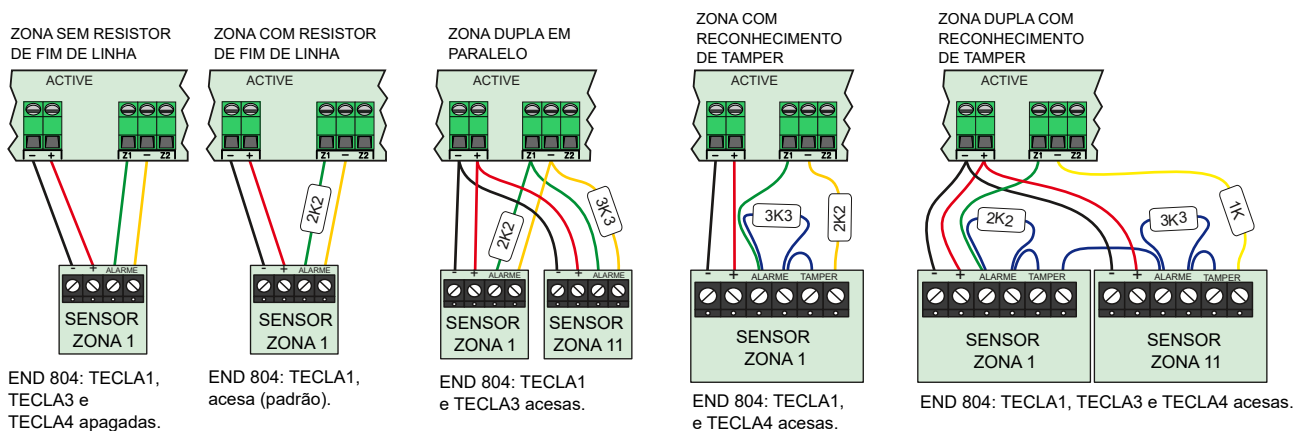 ZONA SEM RESISTOR
DE FIM DE LINHA
ACTIVE
- + Z1 - Z2
- + ALARME
SENSOR
ZONA 1
END 804: TECLA1,
TECLA3 e
TECLA4 apagadas.
ZONA COM RESISTOR
DE FIM DE LINHA
ACTIVE
- + Z1 - Z2
2K2
- + ALARME
SENSOR
ZONA 1
END 804: TECLA1,
acesa (padrão).
ZONA DUPLA EM
PARALELO
ACTIVE
- + Z1 - Z2
2K2
3K3
- + ALARME
SENSOR
ZONA 1
- + ALARME
SENSOR
ZONA 11
END 804: TECLA1
e TECLA3 acesas.
ZONA COM
RECONHECIMENTO
DE TAMPER
ACTIVE
- + Z1 - Z2
3K3
2K2
- + ALARME TAMPER
SENSOR
ZONA 1
END 804: TECLA1,
e TECLA4 acesas.
ZONA DUPLA COM
RECONHECIMENTO
DE TAMPER
ACTIVE
- + Z1 - Z2
2K2
3K3
1K
- + ALARME TAMPER
SENSOR
ZONA 1
- + ALARME TAMPER
SENSOR
ZONA 11
END 804: TECLA1, TECLA3 e TECLA4 acesas.